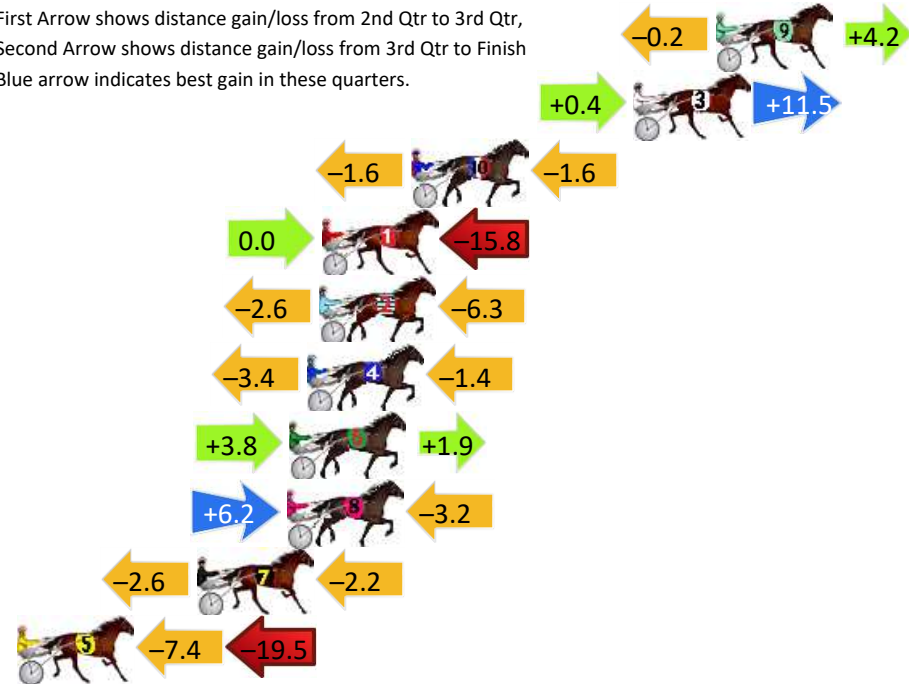 First Arrow shows distance gain/loss from 2nd Qtr to 3rd Qtr,
Second Arrow shows distance gain/loss from 3rd Qtr to Finish
Blue arrow indicates best gain in these quarters.
–0.2 9 +4.2
+0.4 3 +11.5
–1.6 10 –1.6
0.0 1 –15.8
–2.6 2 –6.3
–3.4 4 –1.4
+3.8 +1.9
+6.2 8 –3.2
–2.6 7 –2.2
5 –7.4 –19.5